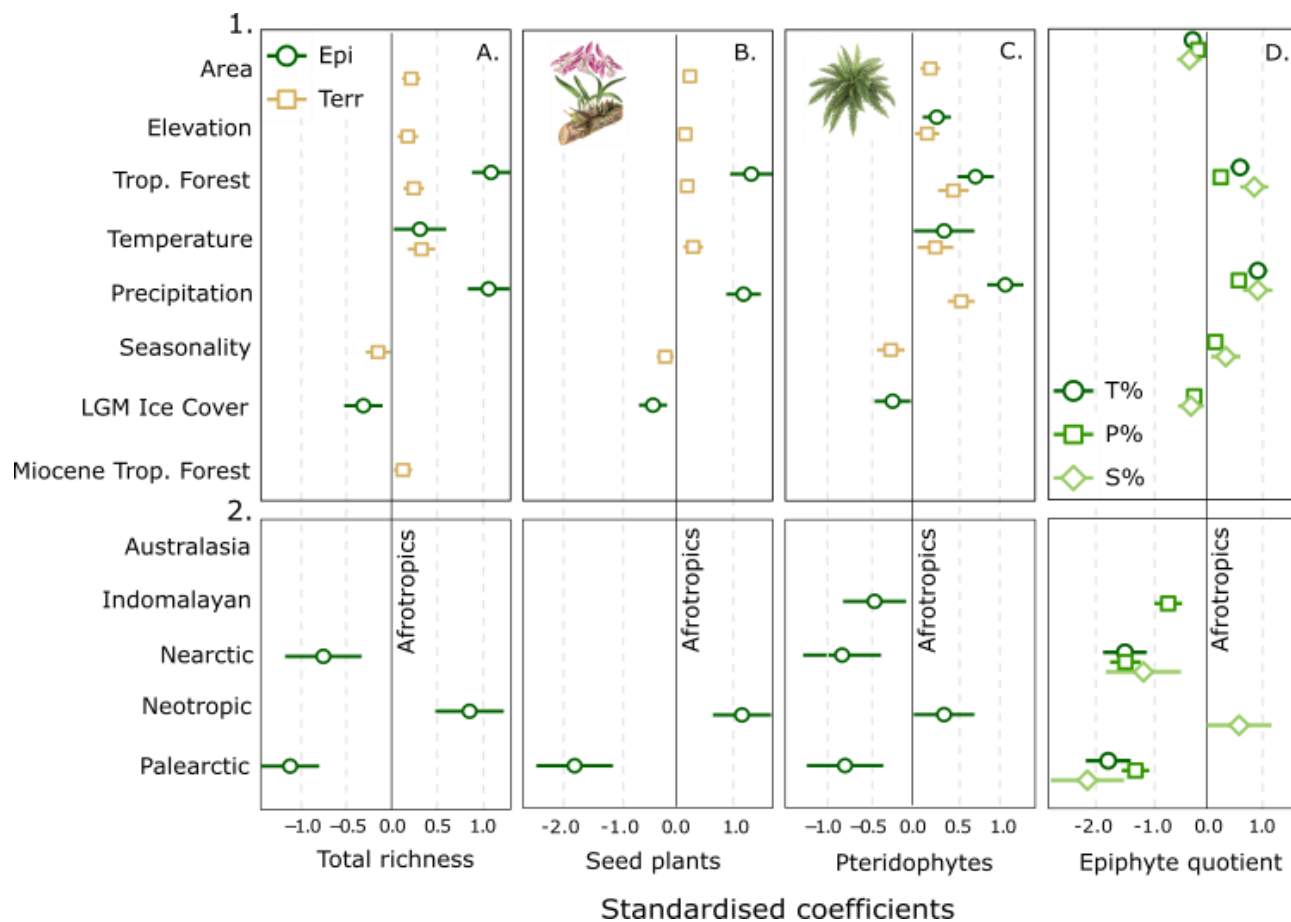 1.
Epi
Terr
A.
B.
C.
D.
Area
Elevation
Trop. Forest
Temperature
Precipitation
Seasonality
LGM Ice Cover
Miocene Trop. Forest
T%
P%
S%
2.
Australasia
Indomalayan
Nearctic
Neotropic
Palearctic
Afrotropics
Afrotropics
Afrotropics
Afrotropics
−1.0 −0.5 0.0 0.5 1.0
-2.0 -1.0 0.0 1.0
−1.0 −0.5 0.0 0.5 1.0
-2.0 -1.0 0.0 1.0
Total richness
Seed plants
Pteridophytes
Epiphyte quotient
Standardised coefficients